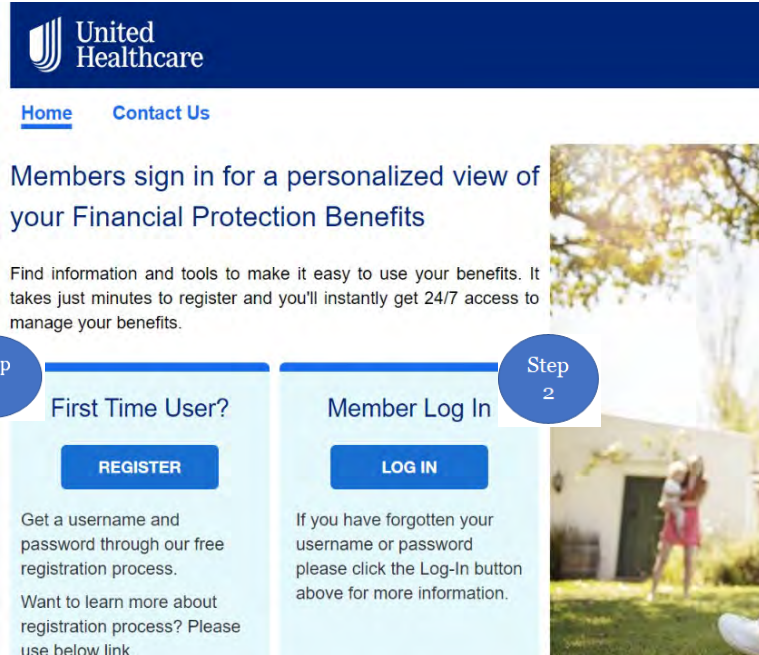 United
Healthcare
Home Contact Us
Members sign in for a personalized view of
your Financial Protection Benefits
Find information and tools to make it easy to use your benefits. It
takes just minutes to register and you'll instantly get 24/7 access to
manage your benefits.
Step
2
First Time User?
REGISTER
Get a username and
password through our free
registration process.
Want to learn more about
registration process? Please
use below link
Member Log In
LOG IN
If you have forgotten your
username or password
please click the Log-In button
above for more information.